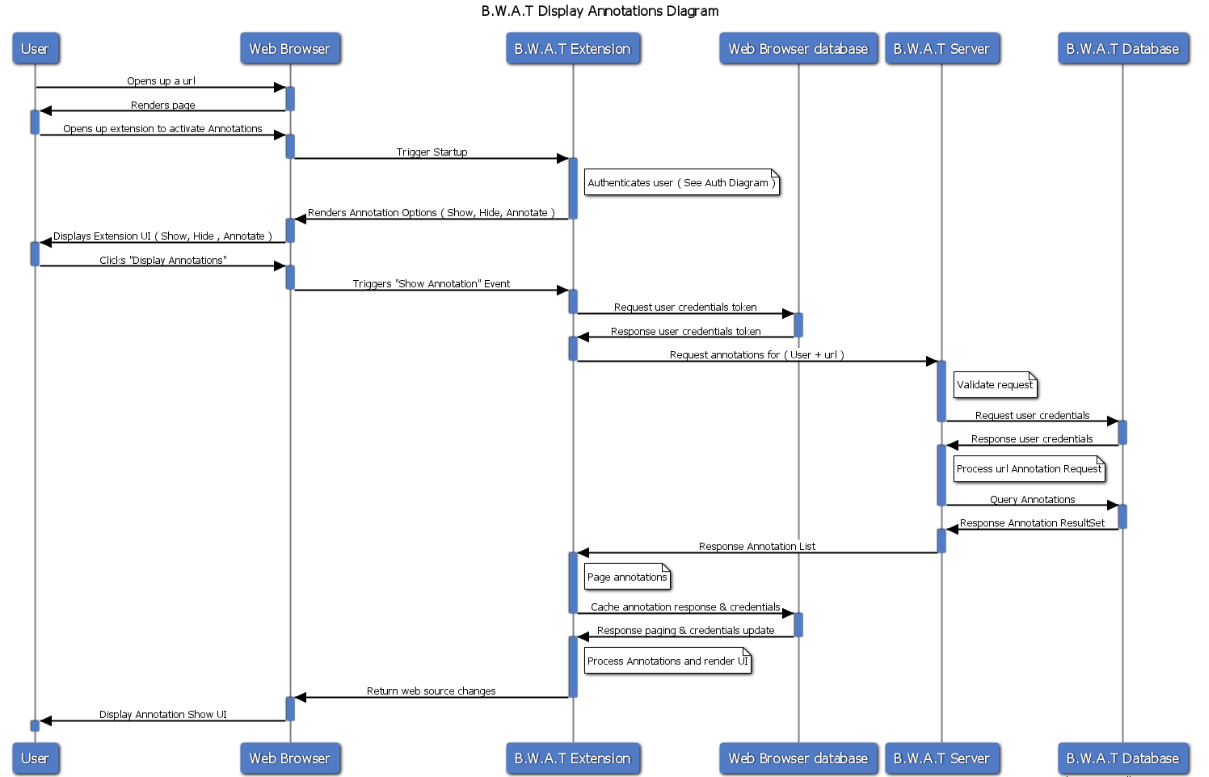 B.W.A.T Display Annotations Diagram
User
Web Browser
B.W.A.T Extension
Web Browser database
B.W.A.T Server
B.W.A.T Database
Opens up a url
Renders page
Opens up extension to activate Annotations
Trigger Startup
Authenticates user ( See Auth Diagram )
Renders Annotation Options ( Show, Hide, Annotate )
Displays Extension UI ( Show, Hide , Annotate )
Clicks "Display Annotations"
Triggers "Show Annotation" Event
Request user credentials token
Response user credentials token
Request annotations for ( User + url )
Validate request
Request user credentials
Response user credentials
Process url Annotation Request
Query Annotations
Response Annotation ResultSet
Response Annotation List
Page annotations
Cache annotation response & credentials
Response paging & credentials update
Process Annotations and render UI
Return web source changes
Display Annotation Show UI
User
Web Browser
B.W.A.T Extension
Web Browser database
B.W.A.T Server
B.W.A.T Database